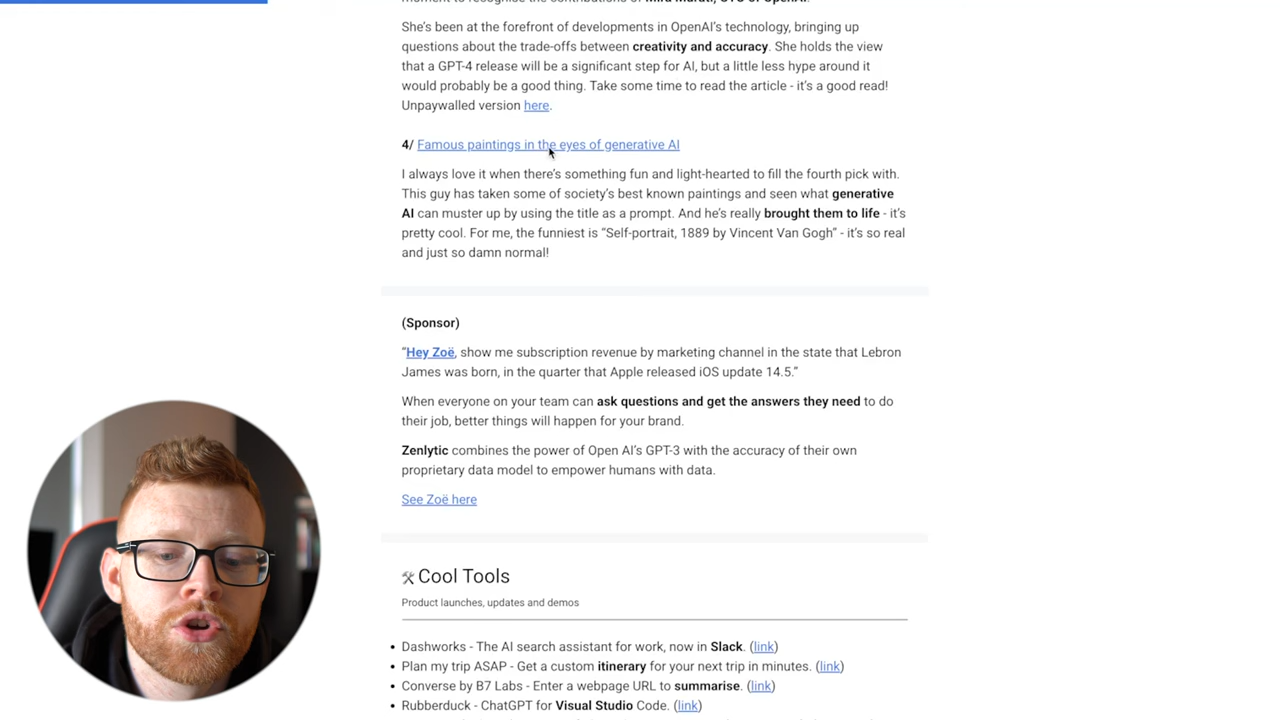 She's been at the forefront of developments in OpenAI's technology, bringing up
questions about the trade-offs between creativity and accuracy. She holds the view
that a GPT-4 release will be a significant step for AI, but a little less hype around it
would probably be a good thing. Take some time to read the article - it's a good read!
Unpaywalled version here.
4/ Famous paintings in the eyes of generative AI
I always love it when there's something fun and light-hearted to fill the fourth pick with.
This guy has taken some of society's best known paintings and seen what generative
AI can muster up by using the title as a prompt. And he's really brought them to life - it's
pretty cool. For me, the funniest is “Self-portrait, 1889 by Vincent Van Gogh” - it's so real
and just so damn normal!
(Sponsor)
“Hey Zoë, show me subscription revenue by marketing channel in the state that Lebron
James was born, in the quarter that Apple released iOS update 14.5.”
When everyone on your team can ask questions and get the answers they need to do
their job, better things will happen for your brand.
Zenlytic combines the power of Open AI's GPT-3 with the accuracy of their own
proprietary data model to empower humans with data.
See Zoë here
🛠 Cool Tools
Product launches, updates and demos
• Dashworks - The AI search assistant for work, now in Slack. (link)
• Plan my trip ASAP - Get a custom itinerary for your next trip in minutes. (link)
• Converse by B7 Labs - Enter a webpage URL to summarise. (link)
• Rubberduck - ChatGPT for Visual Studio Code. (link)